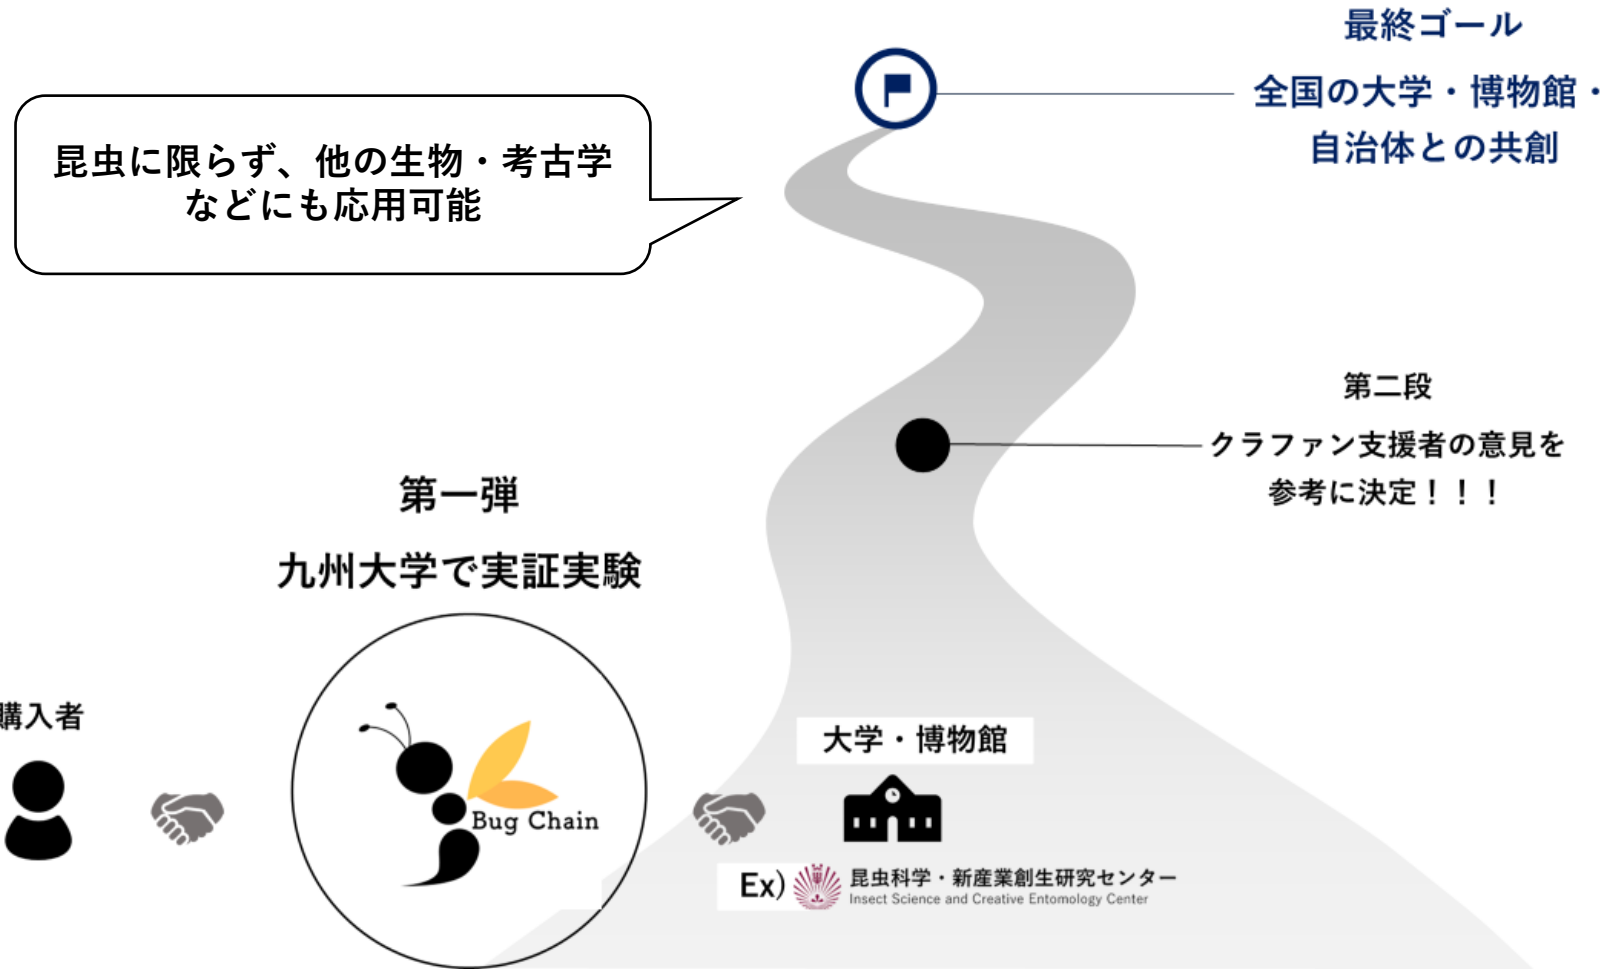 最終ゴール
全国の大学・博物館・
自治体との共創
昆虫に限らず、他の生物・考古学
などにも応用可能
第二段
クラファン支援者の意見を
参考に決定！！！
第一弾
九州大学で実証実験
購入者
大学・博物館
Bug Chain
Ex)
昆虫科学・新産業創生研究センター
Insect Science and Creative Entomology Center